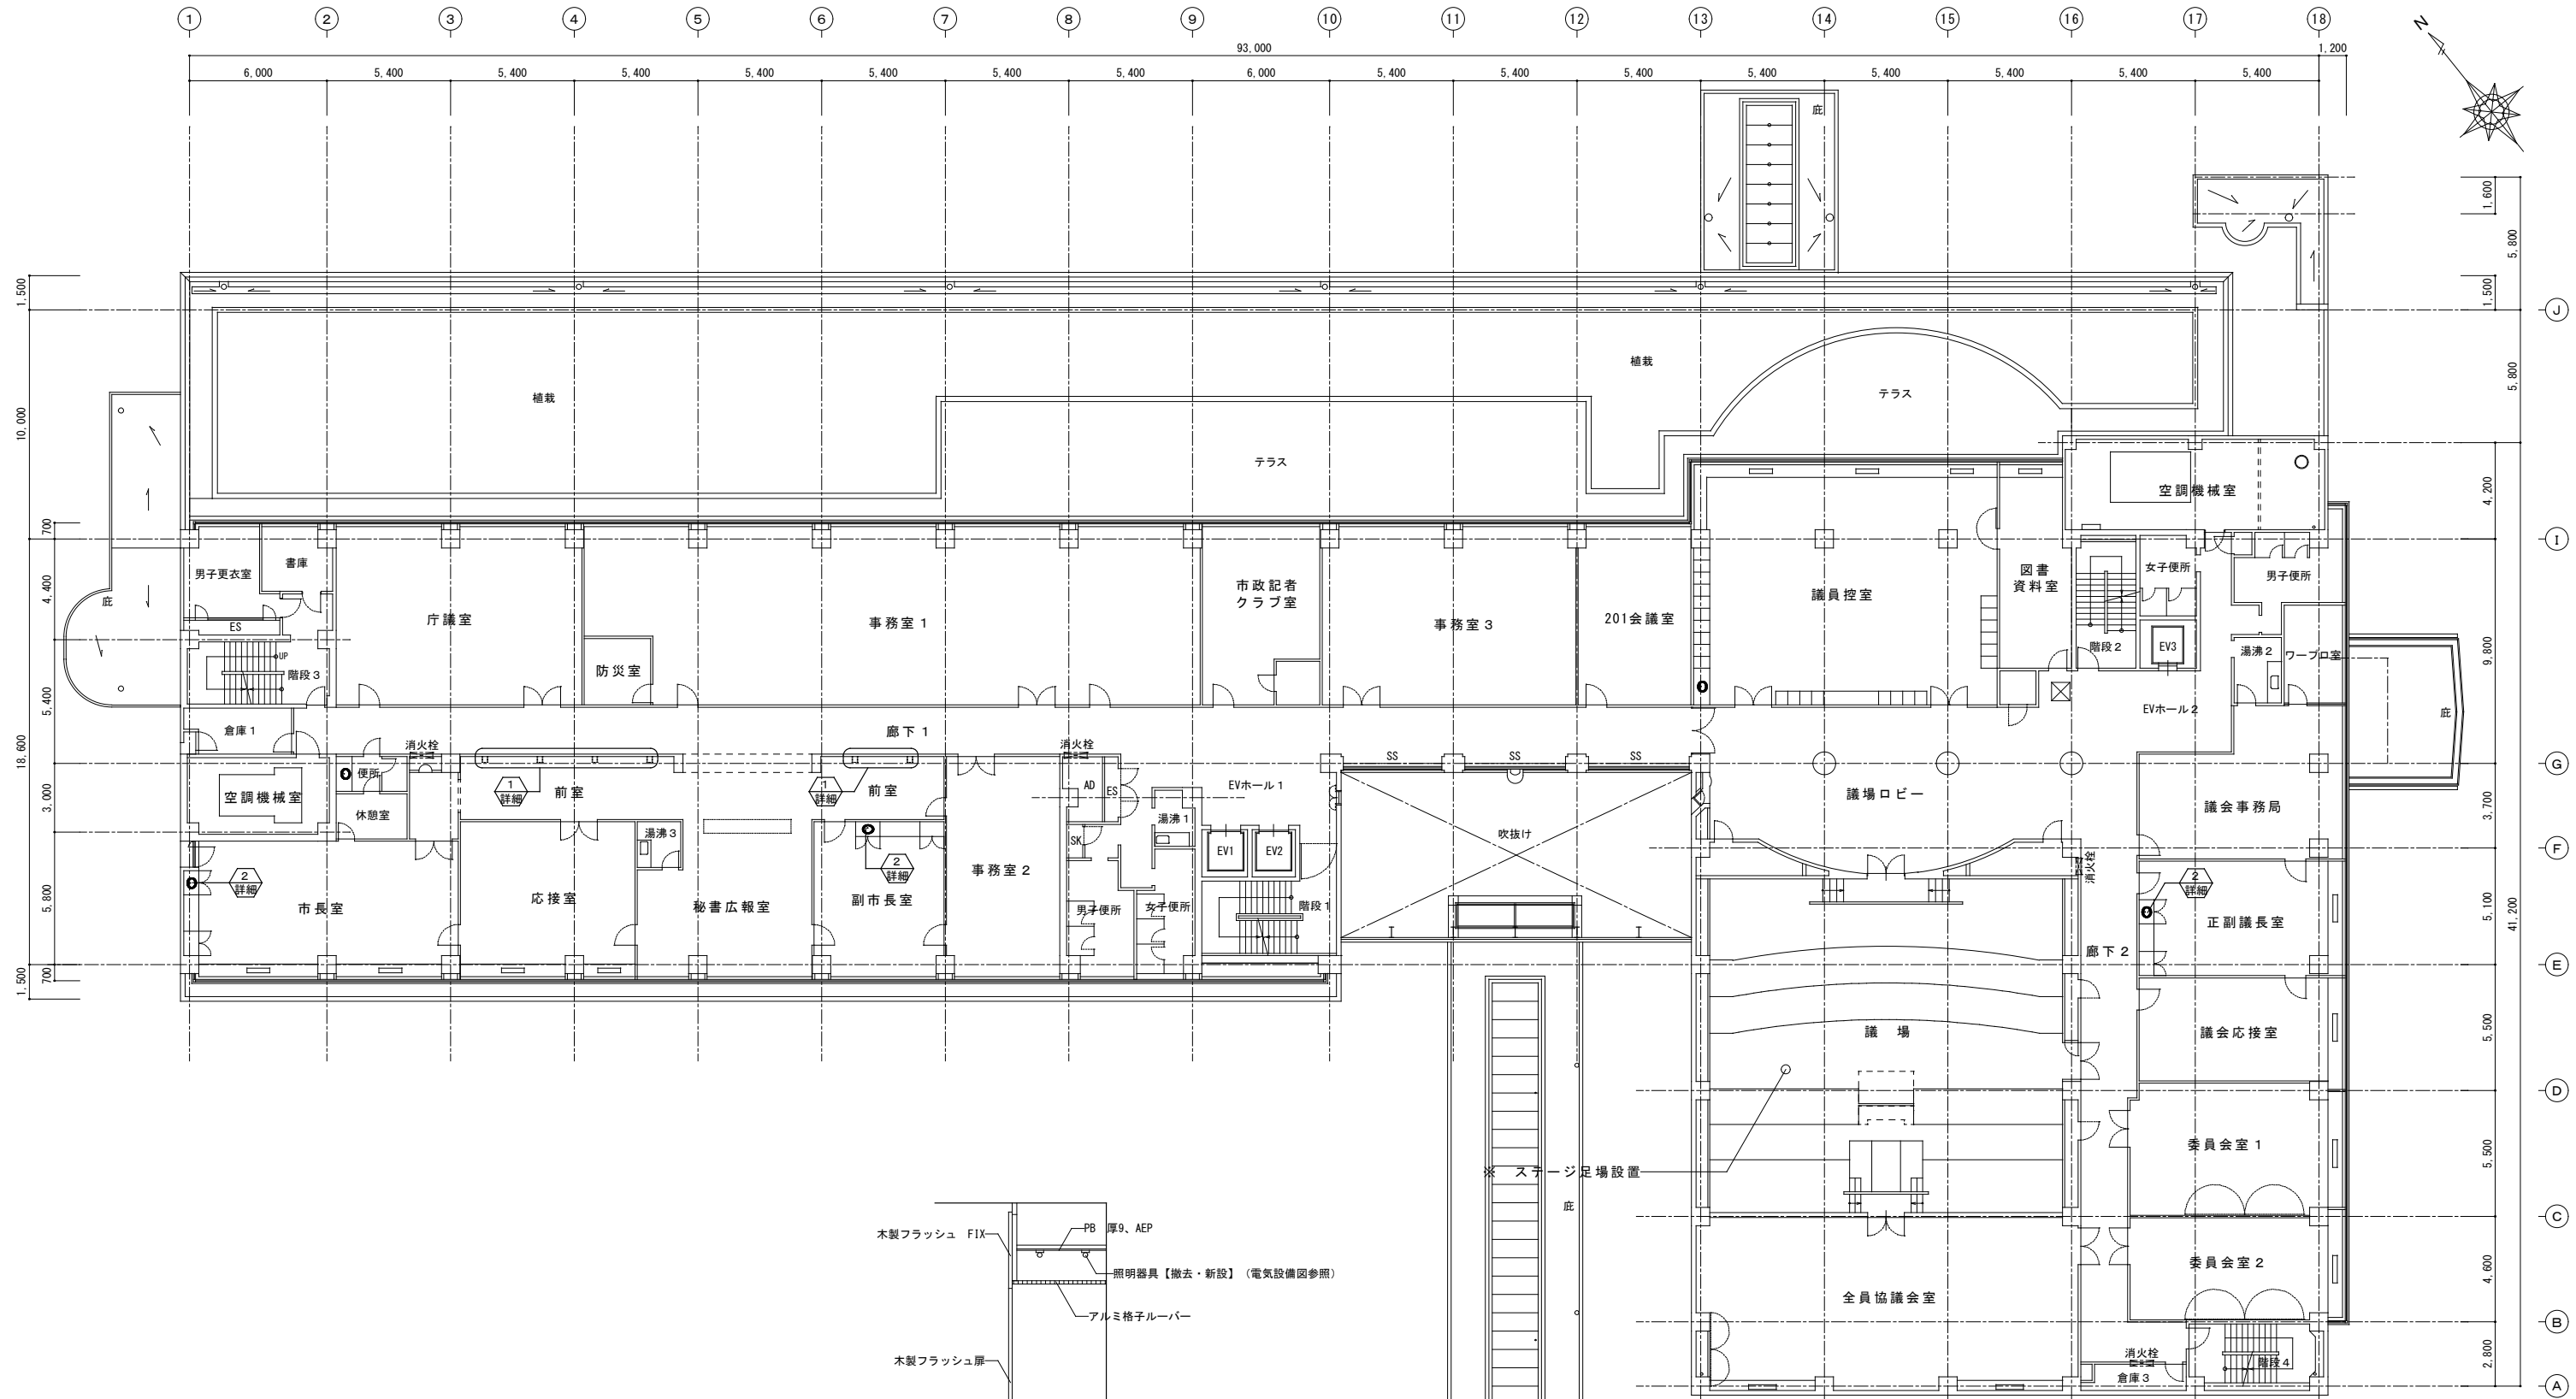 1 2 3 4 5 6 7 8 9 10 11 12 13 14 15 16 17 18
N
93,000 1,200
6,000 5,400 5,400 5,400 5,400 5,400 5,400 5,400 6,000 5,400 5,400 5,400 5,400 5,400 5,400 5,400 5,400
庇
1,600
5,800
1,500 1,500
J
植栽
植栽
テラス
10,000
5,800
テラス
700
空調機械室
4,200
I
男子更衣室
書庫
庁議室
事務室1
市政記者
クラブ室
事務室3
201会議室
議員控室
図書
資料室
女子便所
男子便所
庇
4,400
ES
UP
階段3
防災室
階段2
EV3
湯沸2
ワープロ室
9,800
5,400
EVホール2
庇
倉庫1
廊下1
消火栓
消火栓
SS SS SS
18,600
G
便所
空調機械室
休憩室
1
詳細
前室
1
詳細
前室
AD
ES
EVホール1
議場ロビー
議会事務局
3,000
3,700
湯沸3
湯沸1
SK
EV1
EV2
吹抜け
F
消火栓
2
詳細
市長室
応接室
秘書広報室
2
詳細
副市長室
事務室2
男子便所
女子便所
階段1
2
詳細
正副議長室
5,800
5,100
41,200
廊下2
E
700
1,500
議 場
議会応接室
5,500
D
委員会室1
5,500
※ ステージ足場設置
庇
C
木製フラッシュ FIX
PB 厚9、AEP
照明器具【撤去・新設】（電気設備図参照）
アルミ格子ルーバー
木製フラッシュ扉
委員会室2
4,600
全員協議会室
B
消火栓
倉庫3
階段4
2,800
A